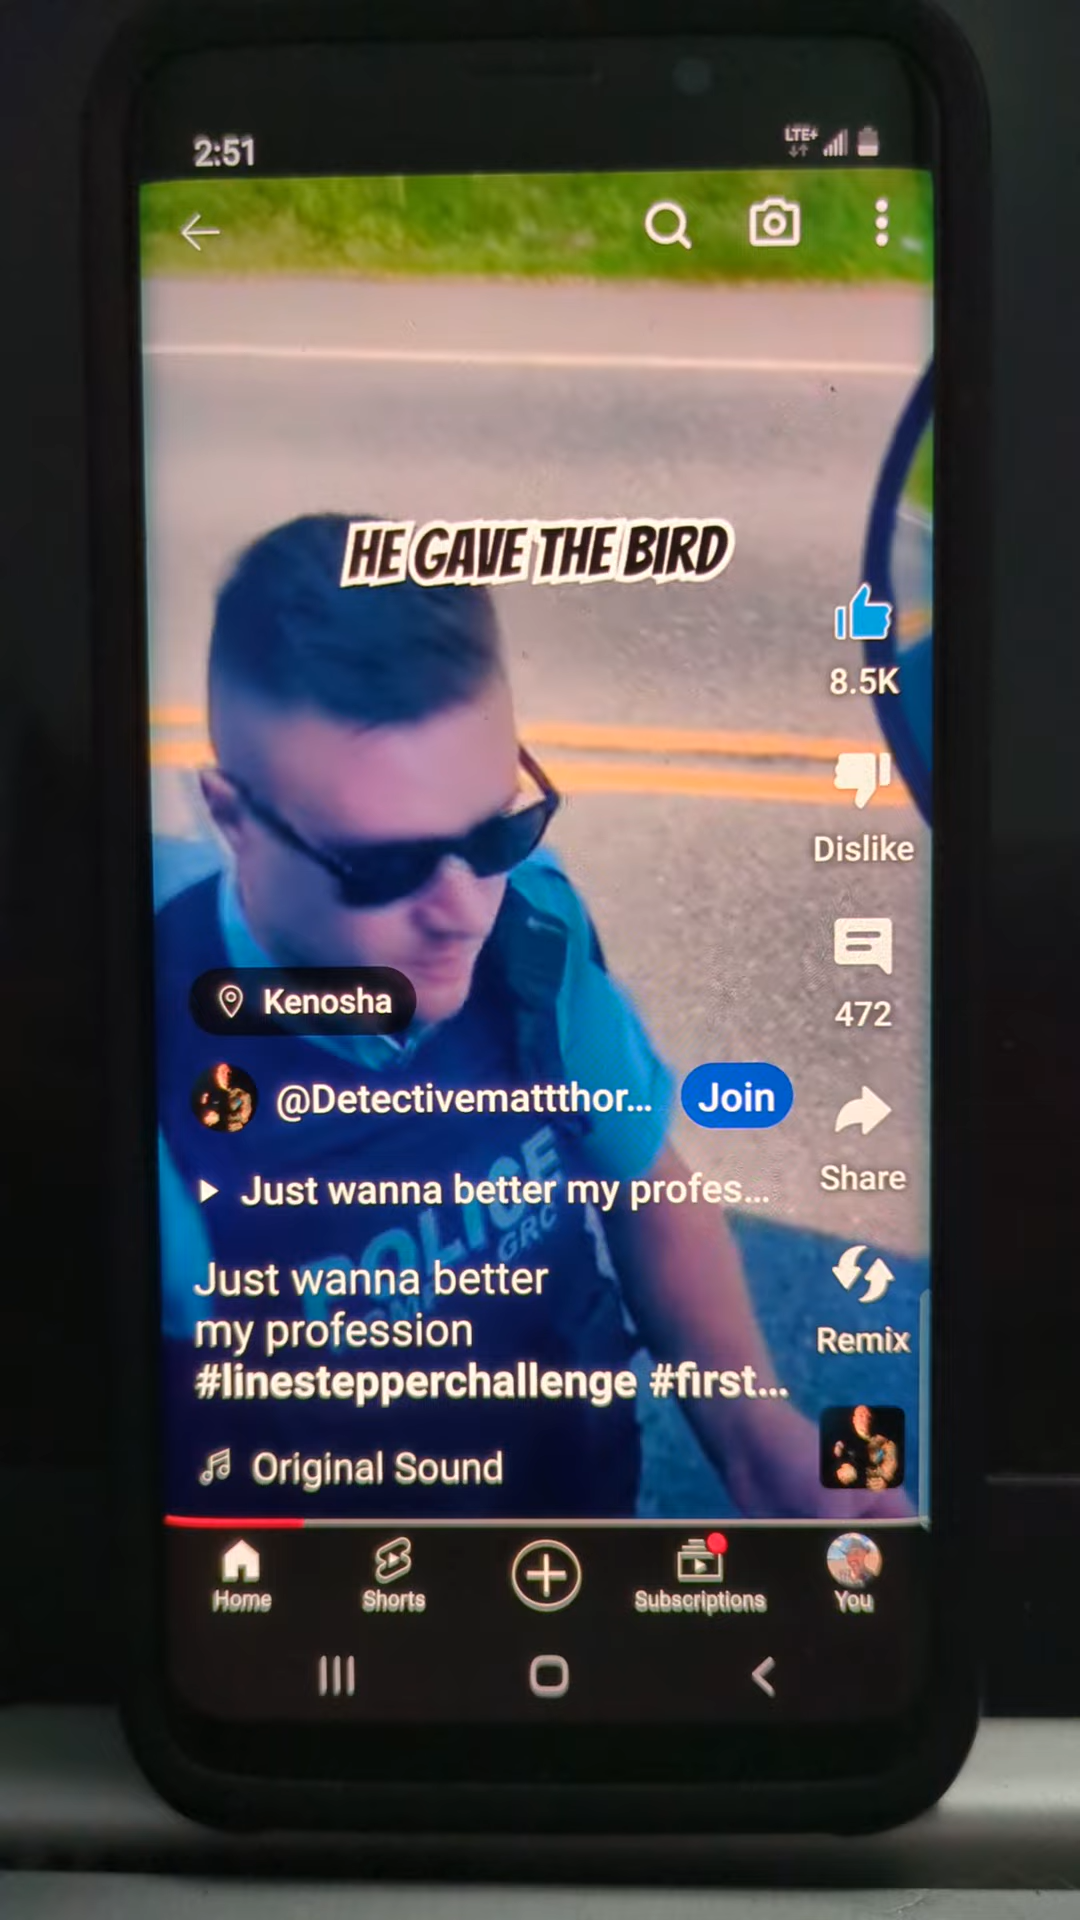 2:51
LTE+
HE GAVE THE BIRD
8.5K
Dislike
Kenosha
472
@Detectivemattthor...
Join
Just wanna better my profes...
Share
POLICE
Just wanna better
my profession
#linestepperchallenge #first...
Remix
Original Sound
Home
Shorts
Subscriptions
You